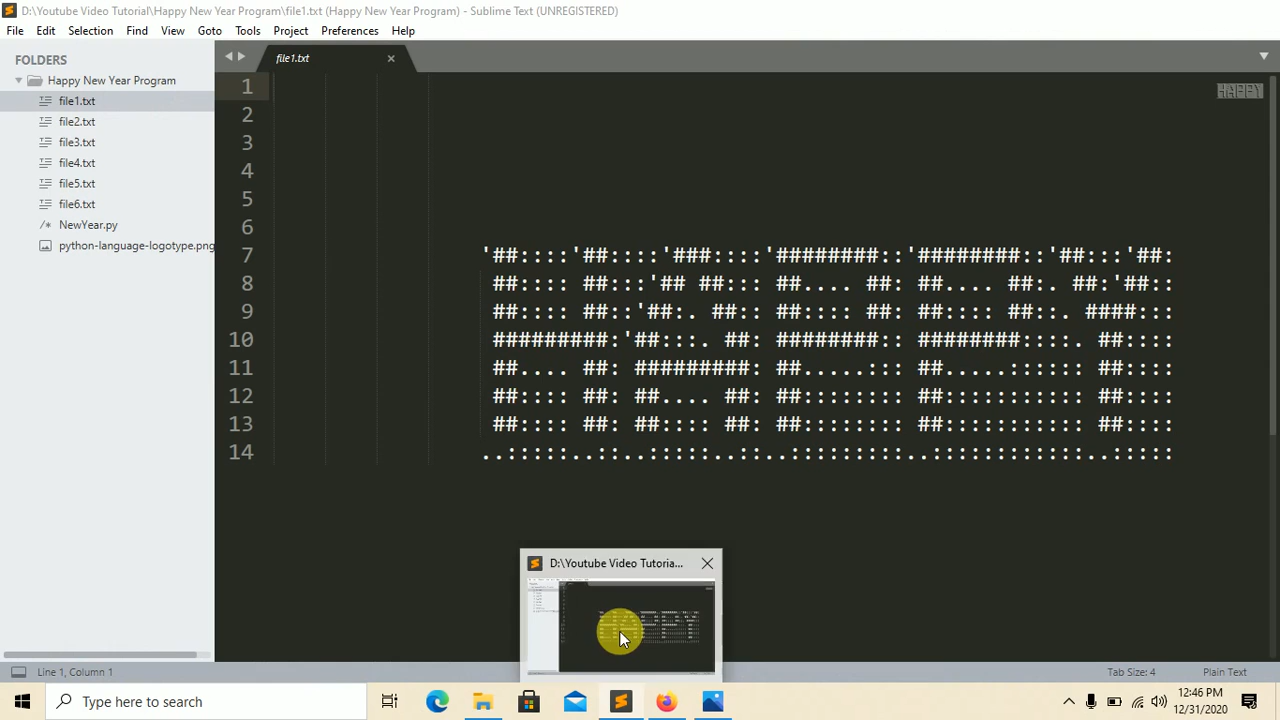 D:\Youtube Video Tutorial\Happy New Year Program\file1.txt (Happy New Year Program) - Sublime Text (UNREGISTERED)
File Edit Selection Find View Goto Tools Project Preferences Help
FOLDERS
Happy New Year Program
file1.txt
file2.txt
file3.txt
file4.txt
file5.txt
file6.txt
NewYear.py
python-language-logotype.png
file1.txt
HAPPY
1
2
3
4
5
6
7 '##::::'##::::'###::::'########::'########::'##:::'##:
8 ##:::: ##:::'## ##::: ##.... ##: ##.... ##:. ##:'##::
9 ##:::: ##::'##:. ##:: ##:::: ##: ##:::: ##::. ####:::
10 #########:'##:::. ##: ########:: ########::::. ##::::
11 ##.... ##: #########: ##.....::: ##.....:::::: ##::::
12 ##:::: ##: ##.... ##: ##:::::::: ##::::::::::: ##::::
13 ##:::: ##: ##:::: ##: ##:::::::: ##::::::::::: ##::::
14 ..:::::..::..:::::..::..:::::::::..::::::::::::..:::::
D:\Youtube Video Tutoria...
Line 1, Column 1
Tab Size: 4
Plain Text
Type here to search
12:46 PM
12/31/2020